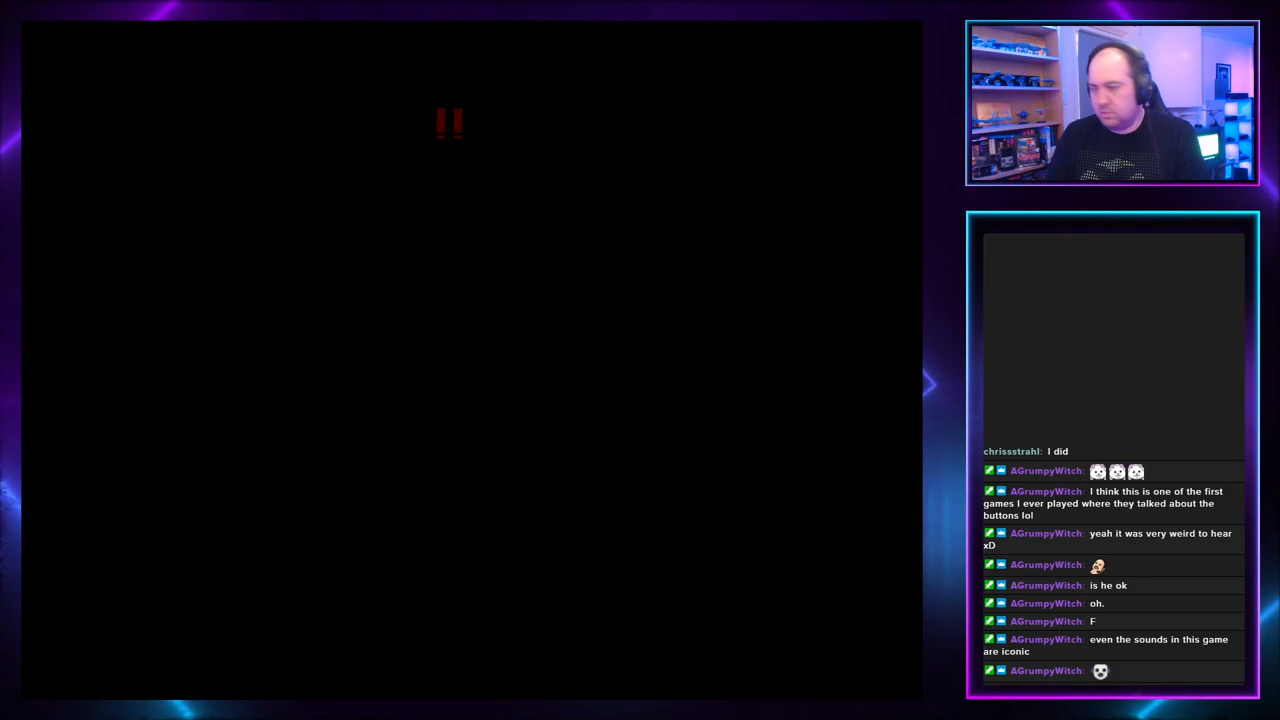 !!
chrissstrahl: I did
AGrumpyWitch:
AGrumpyWitch: I think this is one of the first
games I ever played where they talked about the
buttons lol
AGrumpyWitch: yeah it was very weird to hear
xD
AGrumpyWitch:
AGrumpyWitch: is he ok
AGrumpyWitch: oh.
AGrumpyWitch: F
AGrumpyWitch: even the sounds in this game
are iconic
AGrumpyWitch: